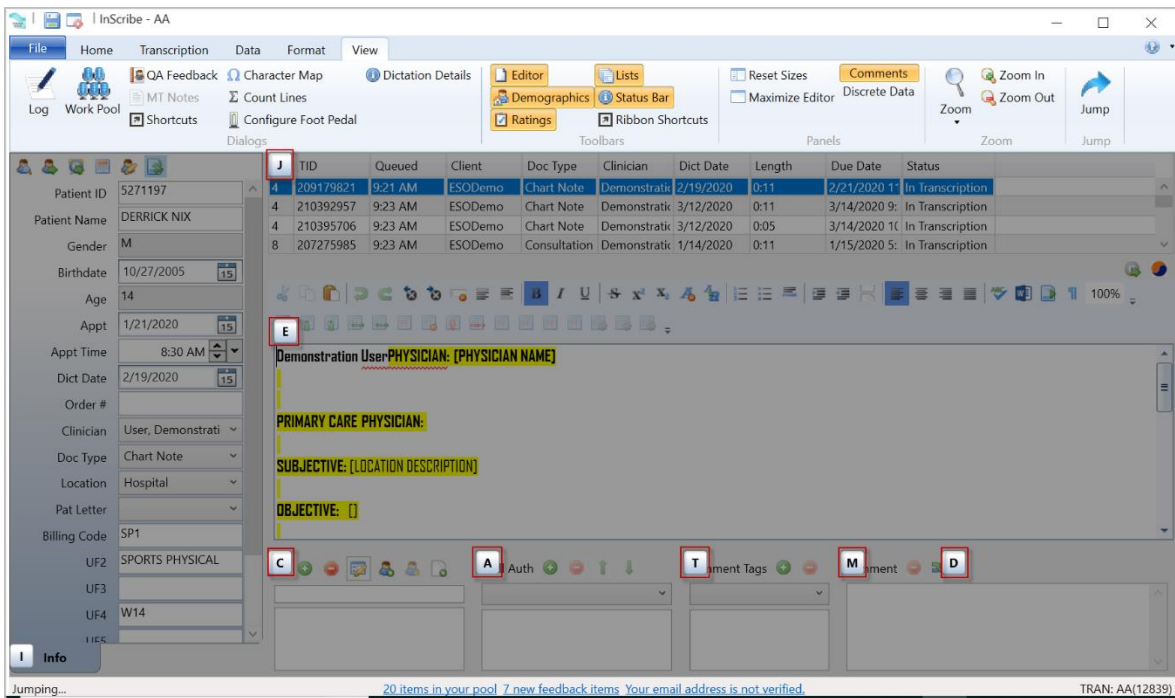 InScribe - AA
File Home Transcription Data Format View
Log
Work Pool
QA Feedback
MT Notes
Shortcuts
Character Map
Count Lines
Configure Foot Pedal
Dictation Details
Dialogs
Editor
Demographics
Ratings
Lists
Status Bar
Ribbon Shortcuts
Toolbars
Reset Sizes
Maximize Editor
Comments
Discrete Data
Panels
Zoom
Zoom In
Zoom Out
Zoom
Jump
Jump
Patient ID 5271197
Patient Name DERRICK NIX
Gender M
Birthdate 10/27/2005 15
Age 14
Appt 1/21/2020 15
Appt Time 8:30 AM
Dict Date 2/19/2020 15
Order #
Clinician User, Demonstrati
Doc Type Chart Note
Location Hospital
Pat Letter
Billing Code SP1
UF2 SPORTS PHYSICAL
UF3
UF4 W14
UF5
I Info
J TID Queued Client Doc Type Clinician Dict Date Length Due Date Status
4 209179821 9:21 AM ESODemo Chart Note Demonstratic 2/19/2020 0:11 2/21/2020 11 In Transcription
4 210392957 9:23 AM ESODemo Chart Note Demonstratic 3/12/2020 0:11 3/14/2020 9: In Transcription
4 210395706 9:23 AM ESODemo Chart Note Demonstratic 3/12/2020 0:05 3/14/2020 1( In Transcription
8 207275985 9:23 AM ESODemo Consultation Demonstratic 1/14/2020 0:11 1/15/2020 5: In Transcription
B I U S x² X₂ 100%
E
Demonstration UserPHYSICIAN: [PHYSICIAN NAME]
PRIMARY CARE PHYSICIAN:
SUBJECTIVE: [LOCATION DESCRIPTION]
OBJECTIVE: []
C A Auth T ment Tags M ment D
Jumping... 20 items in your pool 7 new feedback items Your email address is not verified. TRAN: AA(12839)